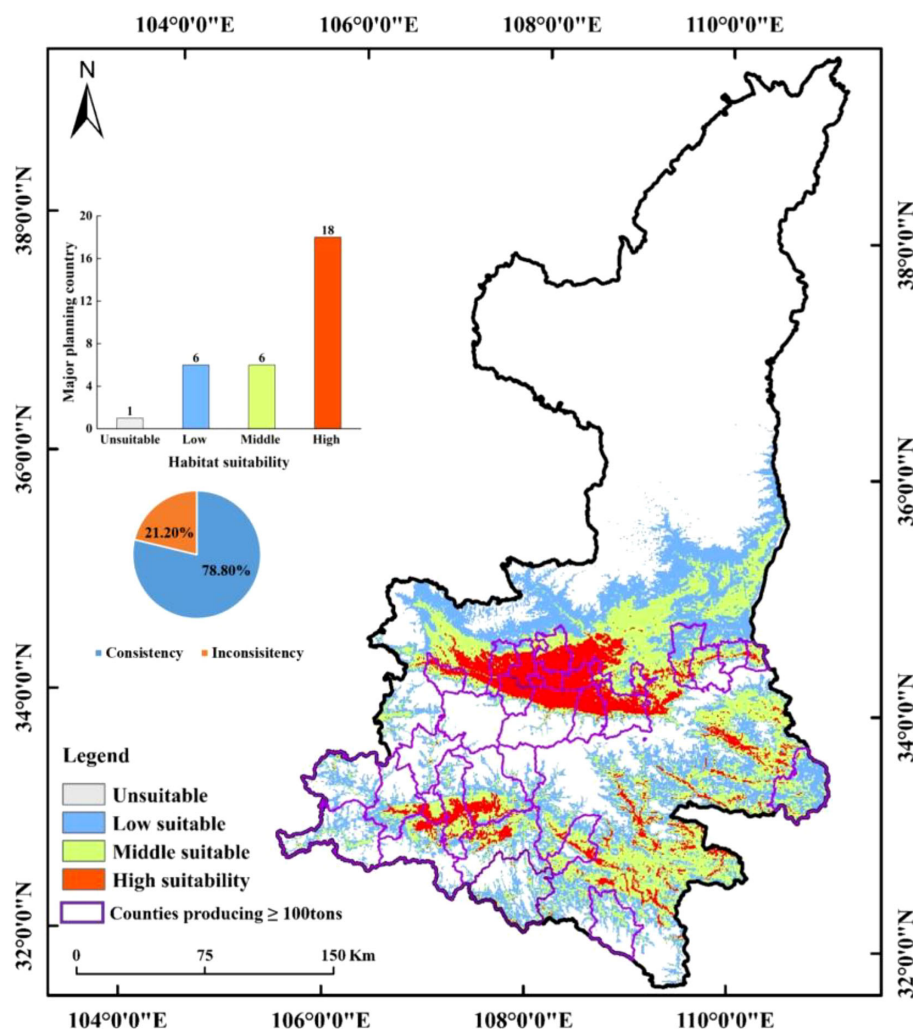 104°0'0"E 106°0'0"E 108°0'0"E 110°0'0"E
N
38°0'0"N
36°0'0"N
34°0'0"N
32°0'0"N
38°0'0"N
36°0'0"N
34°0'0"N
32°0'0"N
Major planning country
20
16
12
8
4
0
1
6
6
18
Unsuitable Low Middle High
Habitat suitability
21.20%
78.80%
Consistency Inconsisitency
Legend
Unsuitable
Low suitable
Middle suitable
High suitability
Counties producing ≥ 100tons
0 75 150 Km
104°0'0"E 106°0'0"E 108°0'0"E 110°0'0"E